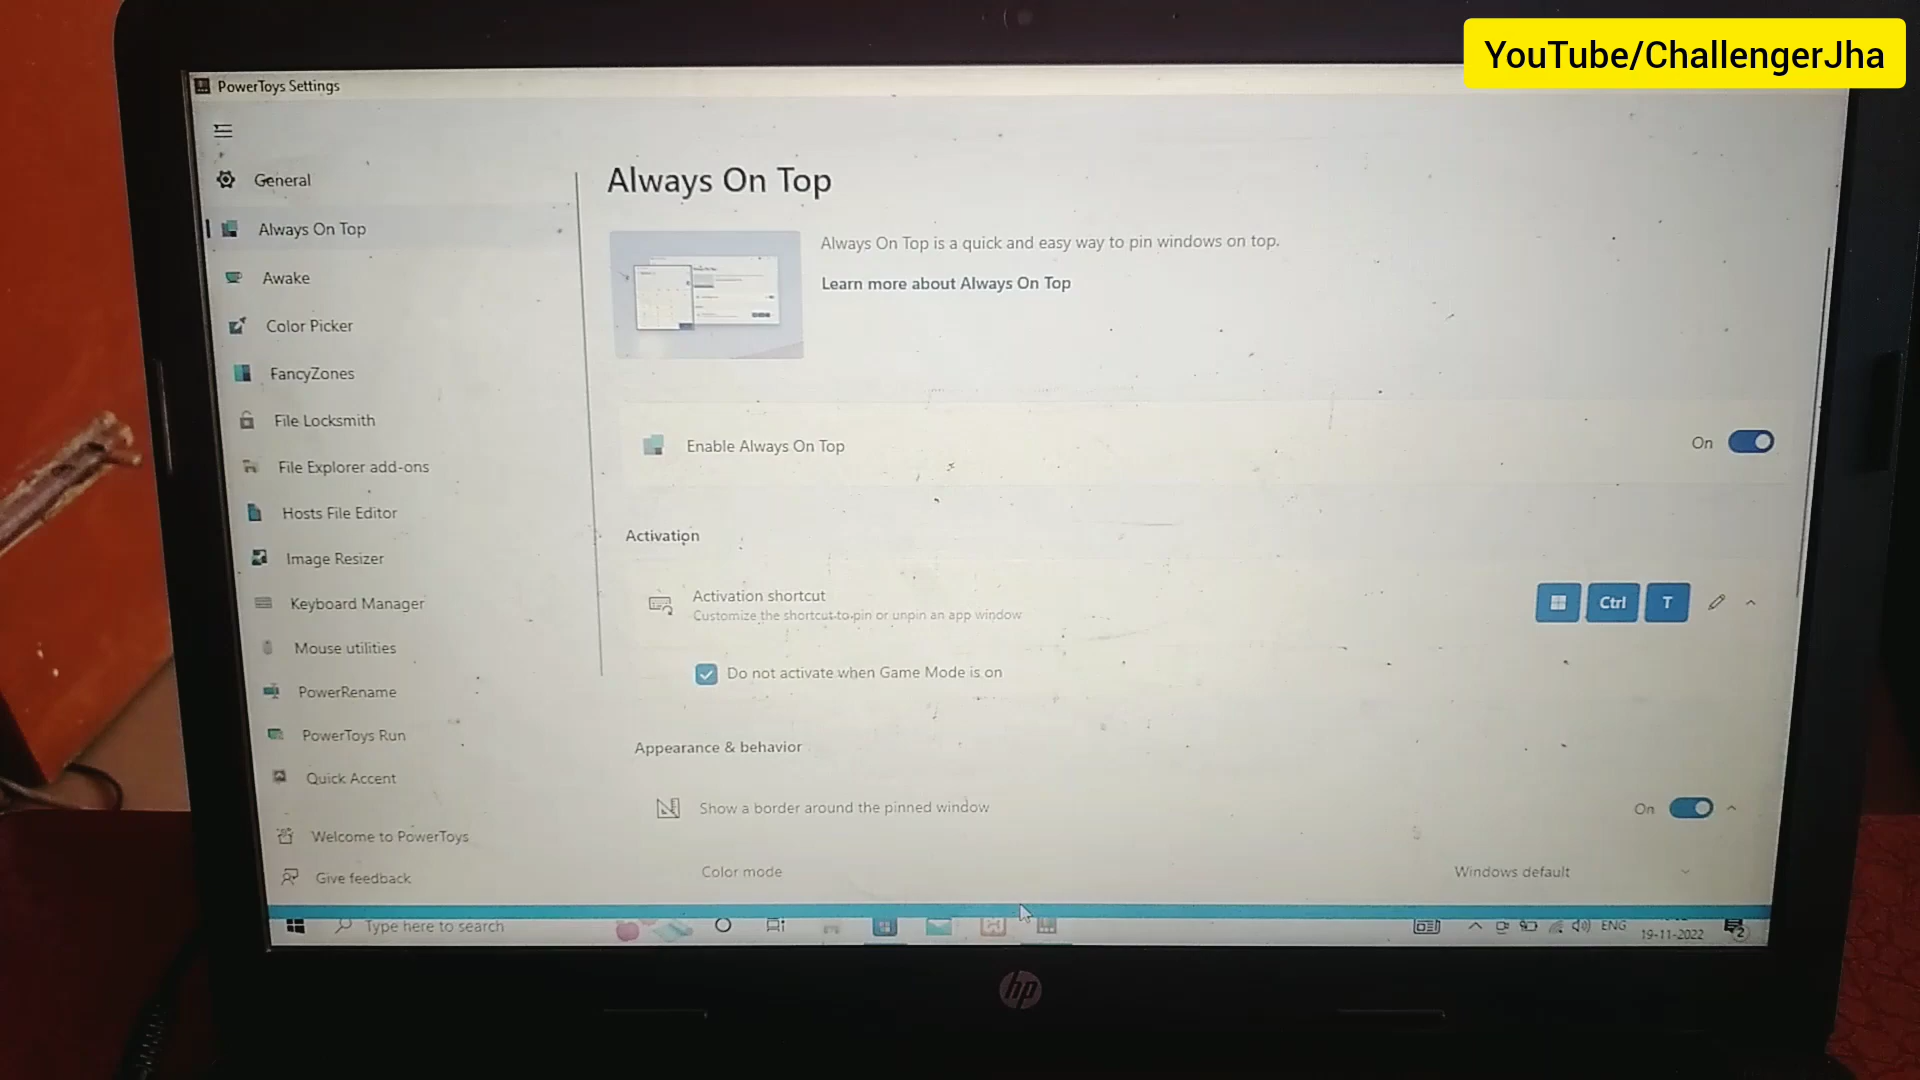 YouTube/ChallengerJha
PowerToys Settings
General
Always On Top
Awake
Color Picker
FancyZones
File Locksmith
File Explorer add-ons
Hosts File Editor
Image Resizer
Keyboard Manager
Mouse utilities
PowerRename
PowerToys Run
Quick Accent
Welcome to PowerToys
Give feedback
Always On Top
Always On Top is a quick and easy way to pin windows on top.
Learn more about Always On Top
Enable Always On Top
On
Activation
Activation shortcut
Customize the shortcut to pin or unpin an app window
Ctrl
T
Do not activate when Game Mode is on
Appearance & behavior
Show a border around the pinned window
On
Color mode
Windows default
Type here to search
ENG
19-11-2022
2
hp